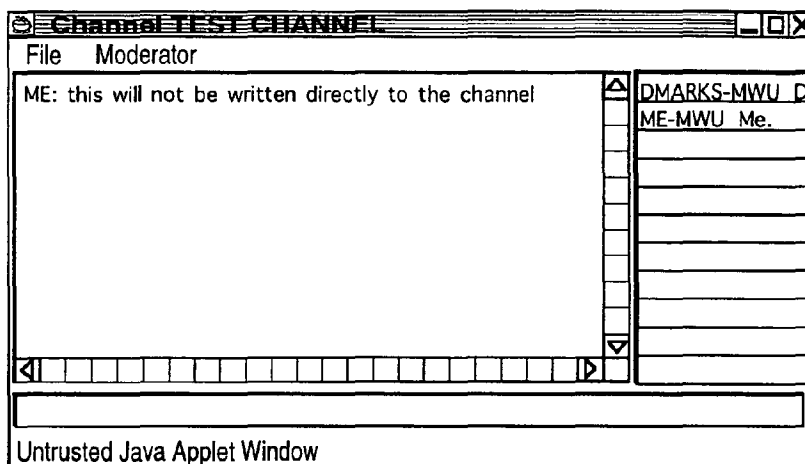 Channel TEST CHANNEL
File Moderator
ME: this will not be written directly to the channel
DMARKS-MWU D
ME-MWU Me.
Untrusted Java Applet Window